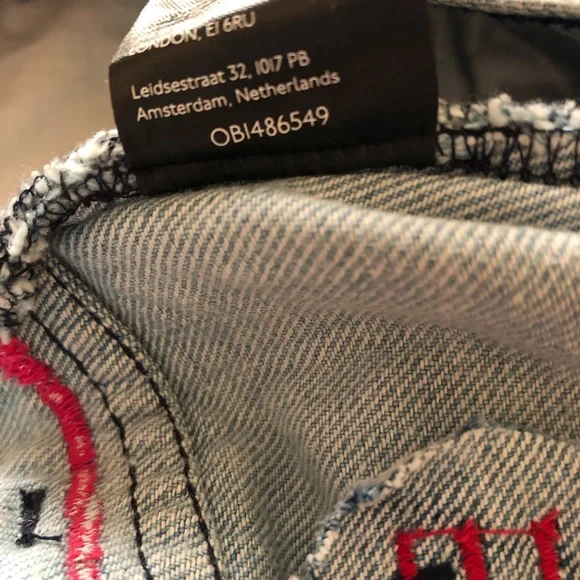 LONDON, E1 6RU
Leidsestraat 32, 1017 PB
Amsterdam, Netherlands
OB1486549